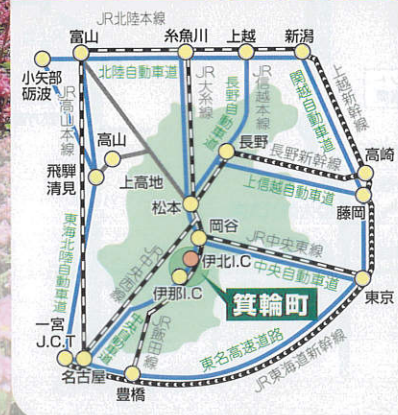 JR北陸本線
富山
糸魚川
上越
新潟
小矢部
砺波
北陸自動車道
JR高山本線
JR大糸線
長野自動車道
JR信越本線
関越自動車道
上越新幹線
高山
長野
長野新幹線
高崎
飛騨
清見
上高地
上信越自動車道
松本
藤岡
岡谷
JR中央東線
東海北陸自動車道
JR中央西線
伊北I.C
中央自動車道
伊那I.C
箕輪町
東京
一宮
J.C.T
中央自動車道
JR飯田線
東名高速道路
名古屋
豊橋
JR東海道新幹線